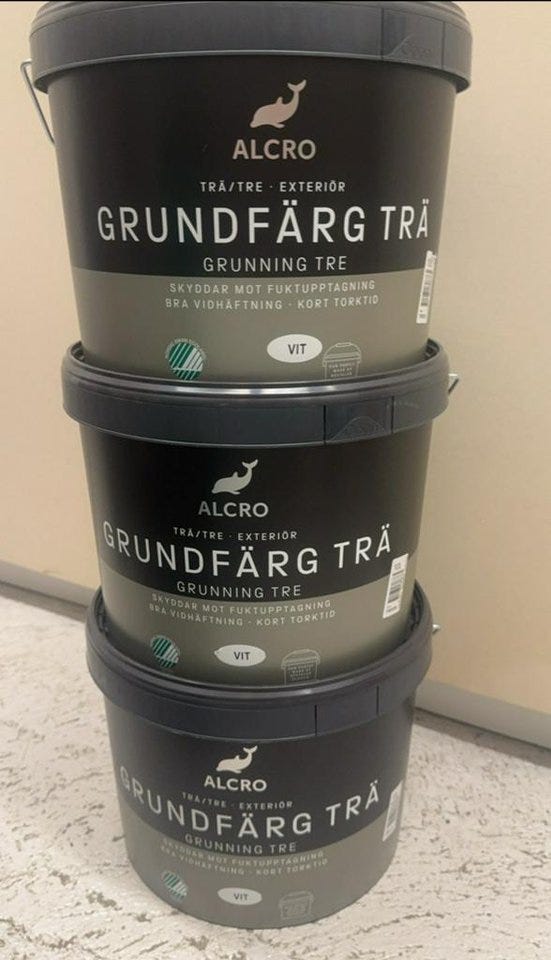 ALCRO
TRÄ/TRE · EXTERIÖR
GRUNDFÄRG TRÄ
GRUNNING TRE
SKYDDAR MOT FUKTUPPTAGNING
BRA VIDHÄFTNING · KORT TORKTID
VIT
ALCRO
TRÄ/TRE · EXTERIÖR
GRUNDFÄRG TRÄ
GRUNNING TRE
SKYDDAR MOT FUKTUPPTAGNING
BRA VIDHÄFTNING · KORT TORKTID
VIT
ALCRO
TRÄ/TRE · EXTERIÖR
GRUNDFÄRG TRÄ
GRUNNING TRE
SKYDDAR MOT FUKTUPPTAGNING
BRA VIDHÄFTNING · KORT TORKTID
VIT